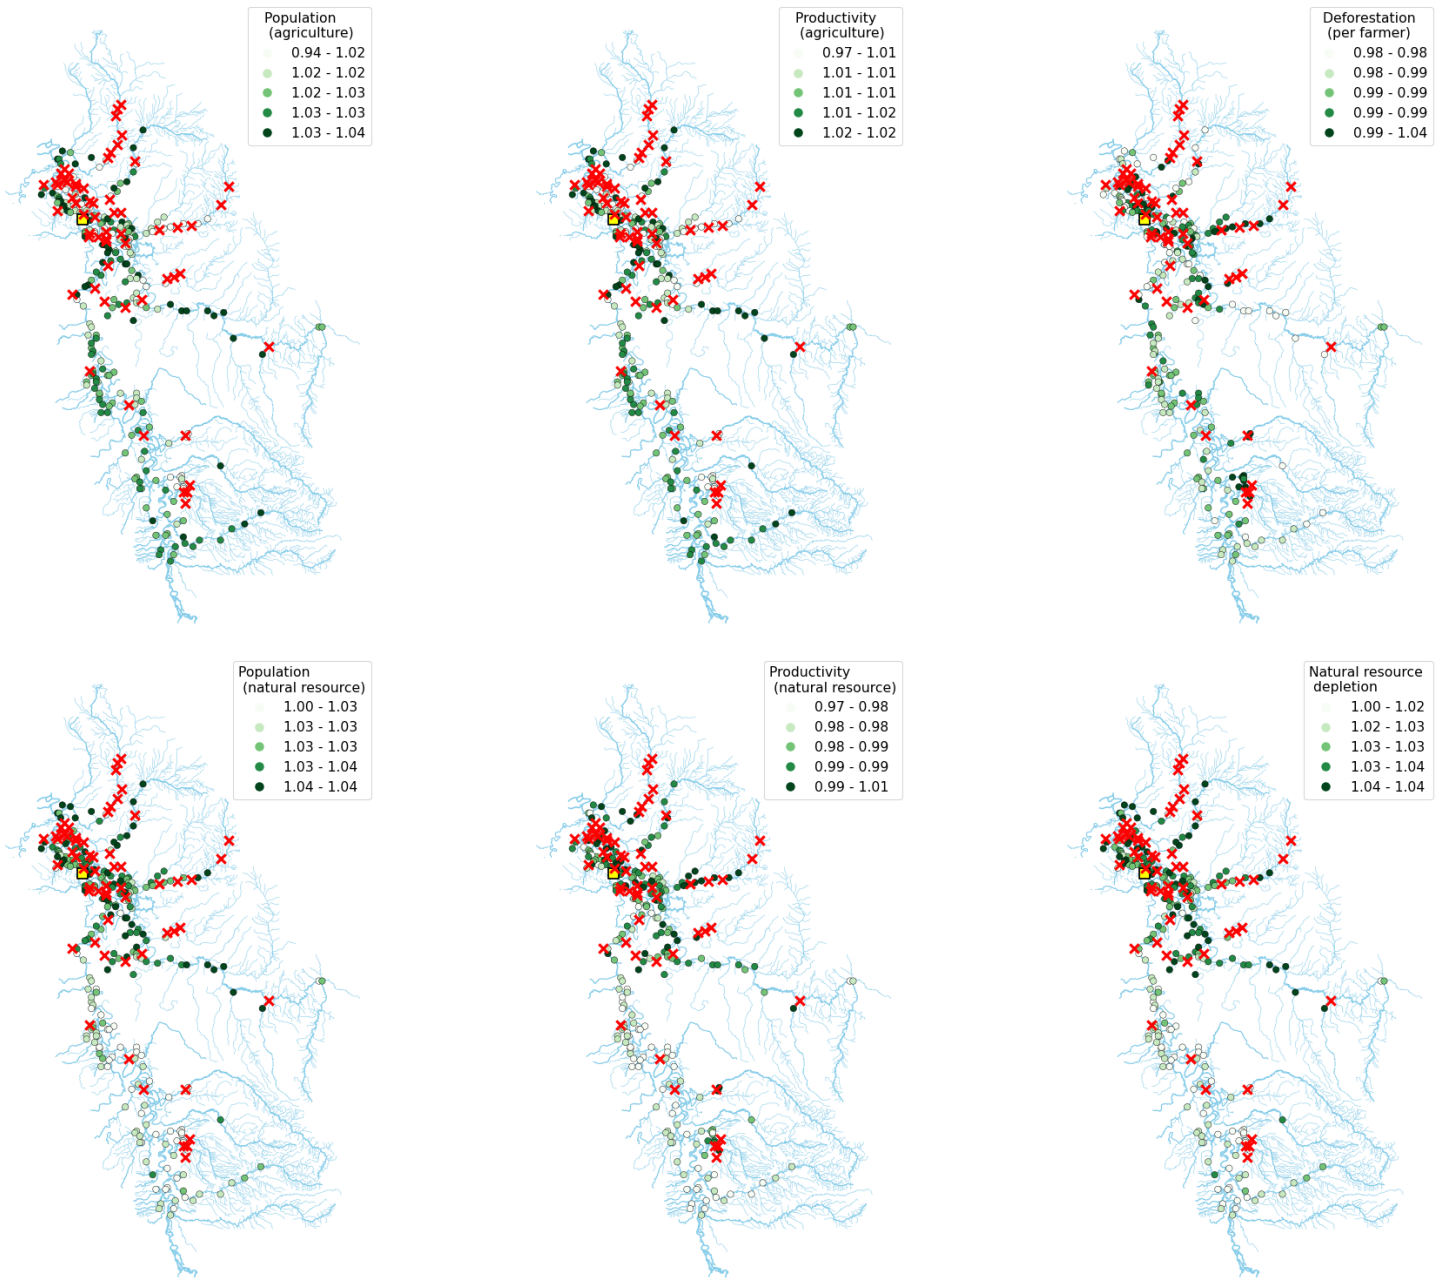 Population
(agriculture)
0.94 - 1.02
1.02 - 1.02
1.02 - 1.03
1.03 - 1.03
1.03 - 1.04
Productivity
(agriculture)
0.97 - 1.01
1.01 - 1.01
1.01 - 1.01
1.01 - 1.02
1.02 - 1.02
Deforestation
(per farmer)
0.98 - 0.98
0.98 - 0.99
0.99 - 0.99
0.99 - 0.99
0.99 - 1.04
Population
(natural resource)
1.00 - 1.03
1.03 - 1.03
1.03 - 1.03
1.03 - 1.04
1.04 - 1.04
Productivity
(natural resource)
0.97 - 0.98
0.98 - 0.98
0.98 - 0.99
0.99 - 0.99
0.99 - 1.01
Natural resource
depletion
1.00 - 1.02
1.02 - 1.03
1.03 - 1.03
1.03 - 1.04
1.04 - 1.04